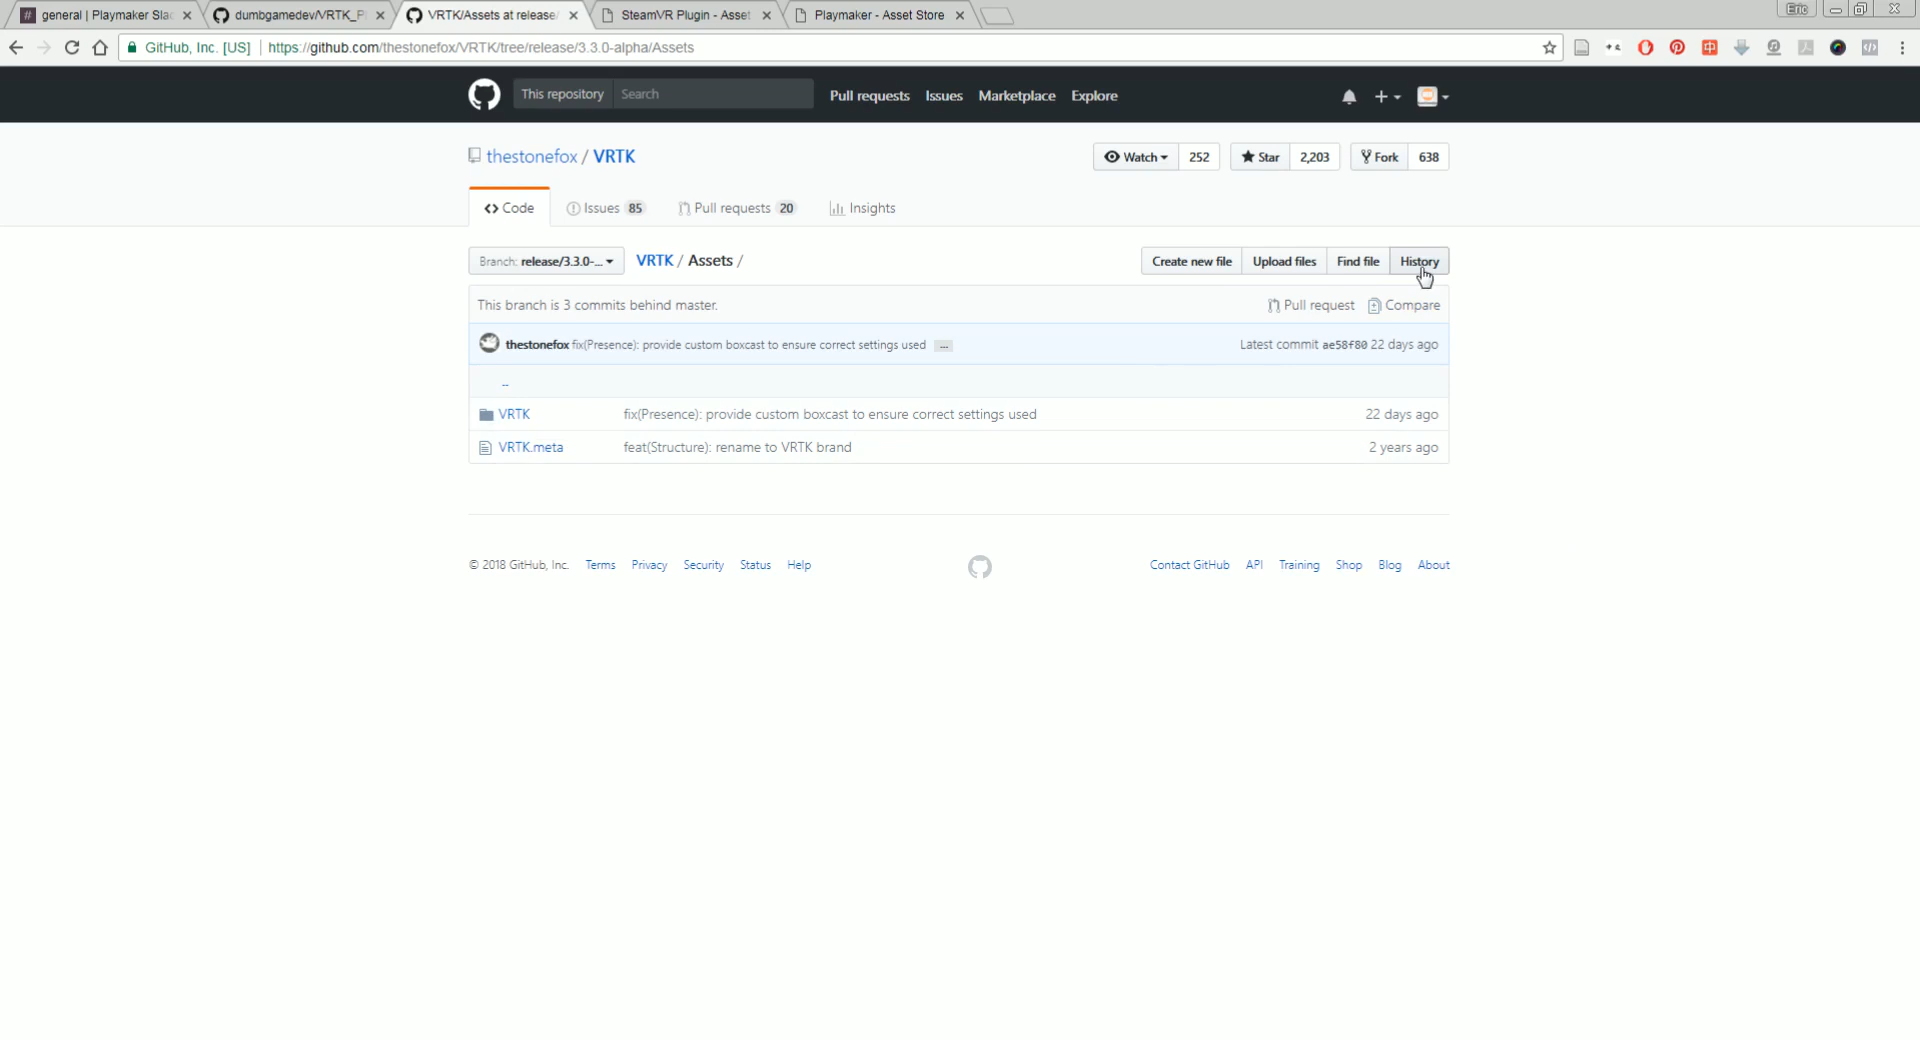 # general | Playmaker Sla
dumbgamedev/VRTK_P
VRTK/Assets at release/
SteamVR Plugin - Asset
Playmaker - Asset Store
Eric
GitHub, Inc. [US] | https://github.com/thestonefox/VRTK/tree/release/3.3.0-alpha/Assets
This repository Search Pull requests Issues Marketplace Explore
thestonefox / VRTK
Watch 252 Star 2,203 Fork 638
Code Issues 85 Pull requests 20 Insights
Branch: release/3.3.0-... VRTK / Assets / Create new file Upload files Find file History
This branch is 3 commits behind master. Pull request Compare
thestonefox fix(Presence): provide custom boxcast to ensure correct settings used ... Latest commit ae58f80 22 days ago
..
VRTK fix(Presence): provide custom boxcast to ensure correct settings used 22 days ago
VRTK.meta feat(Structure): rename to VRTK brand 2 years ago
© 2018 GitHub, Inc. Terms Privacy Security Status Help Contact GitHub API Training Shop Blog About